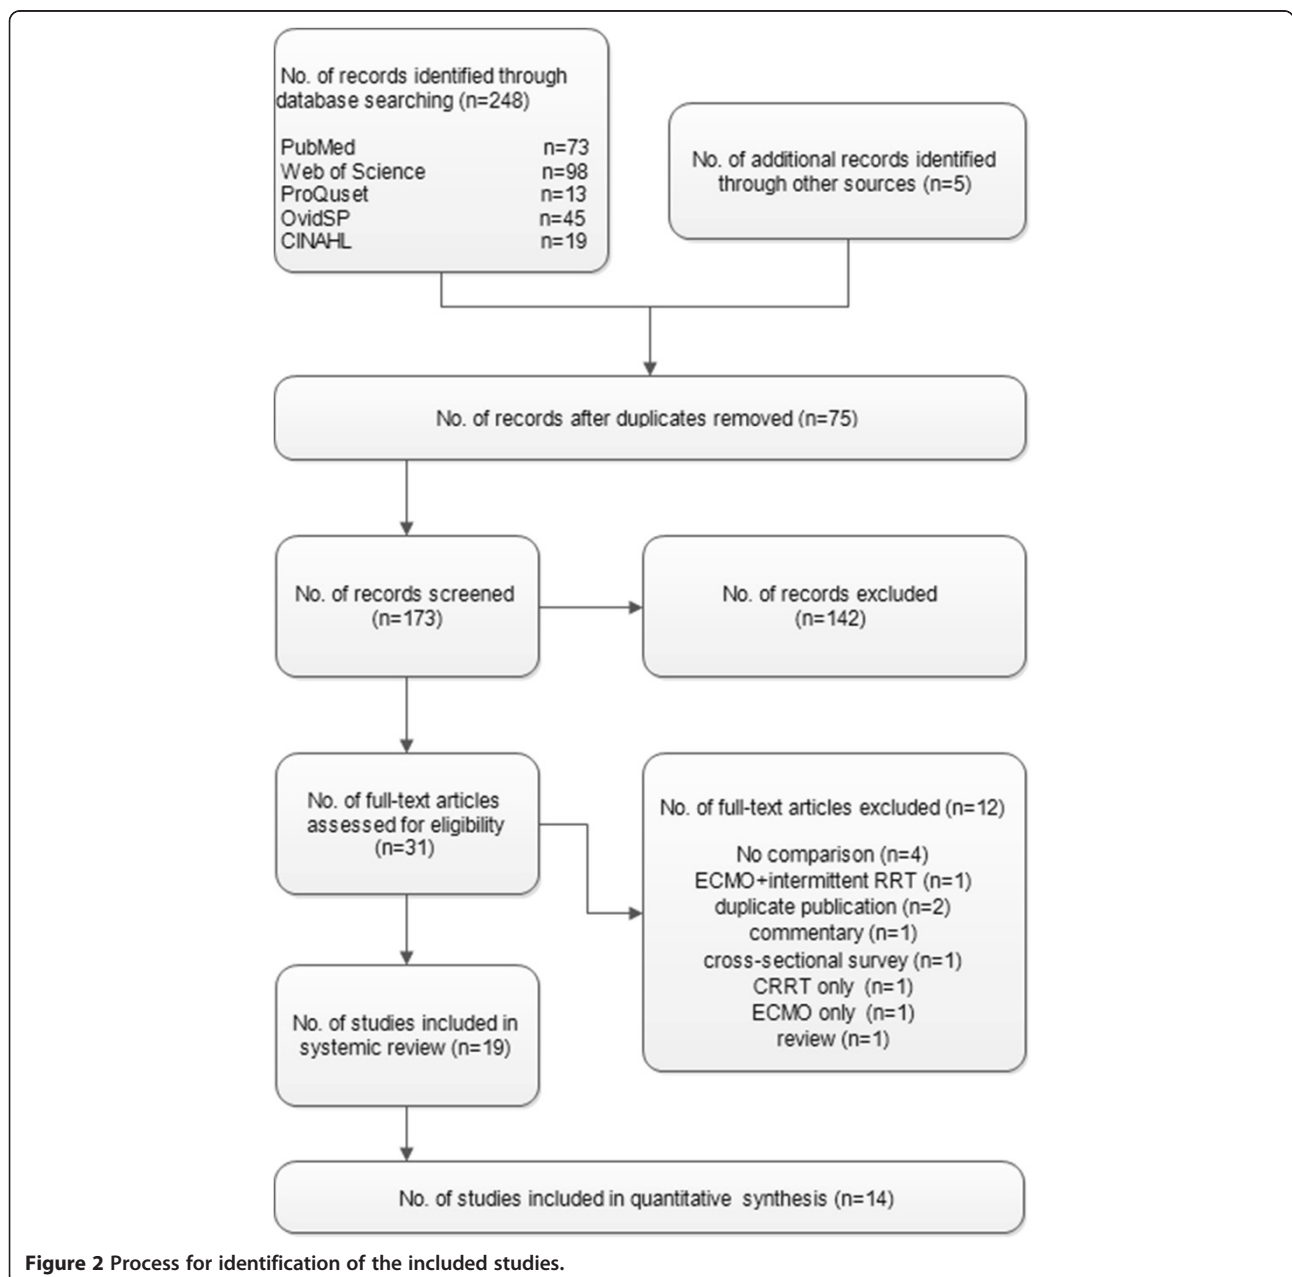 No. of records identified through
database searching (n=248)
PubMed n=73
Web of Science n=98
ProQuset n=13
OvidSP n=45
CINAHL n=19
No. of additional records identified
through other sources (n=5)
No. of records after duplicates removed (n=75)
No. of records screened
(n=173)
No. of records excluded
(n=142)
No. of full-text articles
assessed for eligibility
(n=31)
No. of full-text articles excluded (n=12)
No comparison (n=4)
ECMO+intermittent RRT (n=1)
duplicate publication (n=2)
commentary (n=1)
cross-sectional survey (n=1)
CRRT only (n=1)
ECMO only (n=1)
review (n=1)
No. of studies included in
systemic review (n=19)
No. of studies included in quantitative synthesis (n=14)
Figure 2 Process for identification of the included studies.